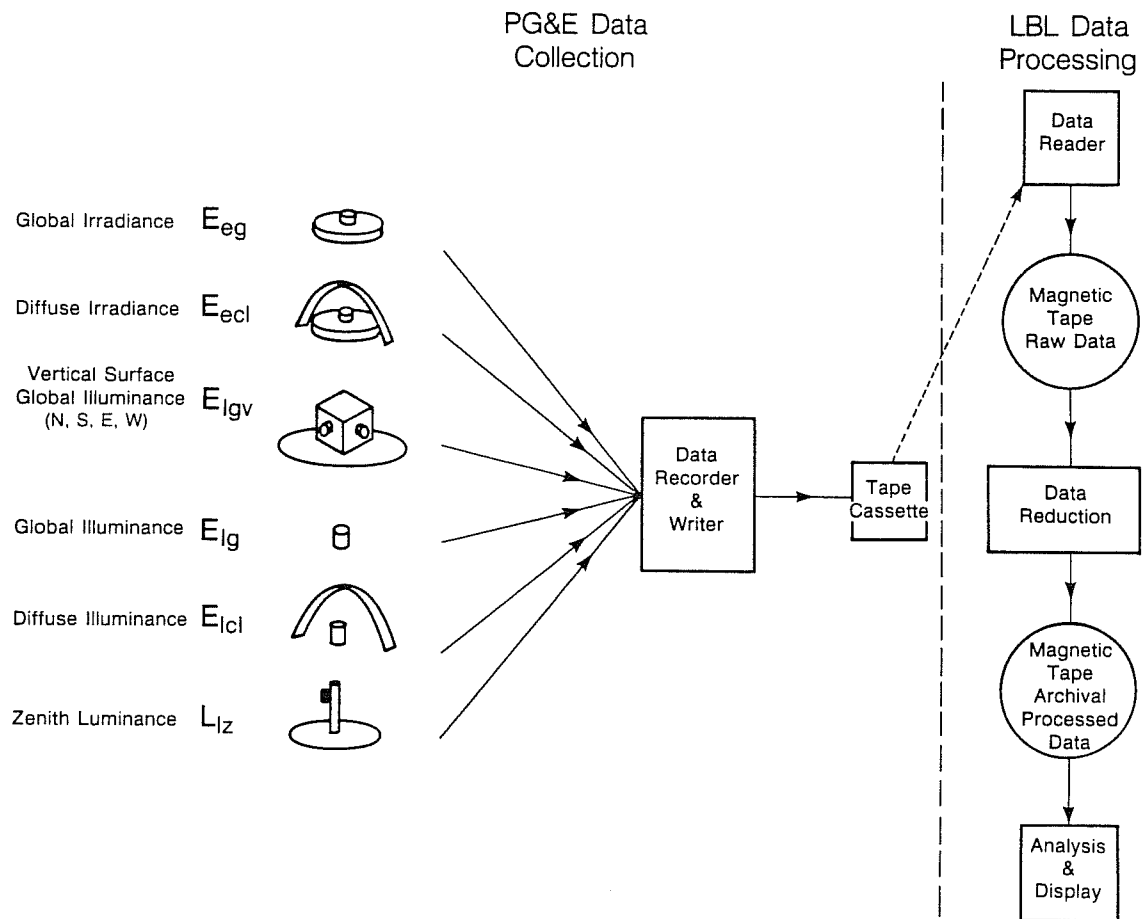 PG&E Data
Collection
LBL Data
Processing
Global Irradiance E_eg
Diffuse Irradiance E_ecl
Vertical Surface
Global Illuminance E_lgv
(N, S, E, W)
Global Illuminance E_lg
Diffuse Illuminance E_lcl
Zenith Luminance L_lz
Data
Recorder
&
Writer
Tape
Cassette
Data
Reader
Magnetic
Tape
Raw Data
Data
Reduction
Magnetic
Tape
Archival
Processed
Data
Analysis
&
Display